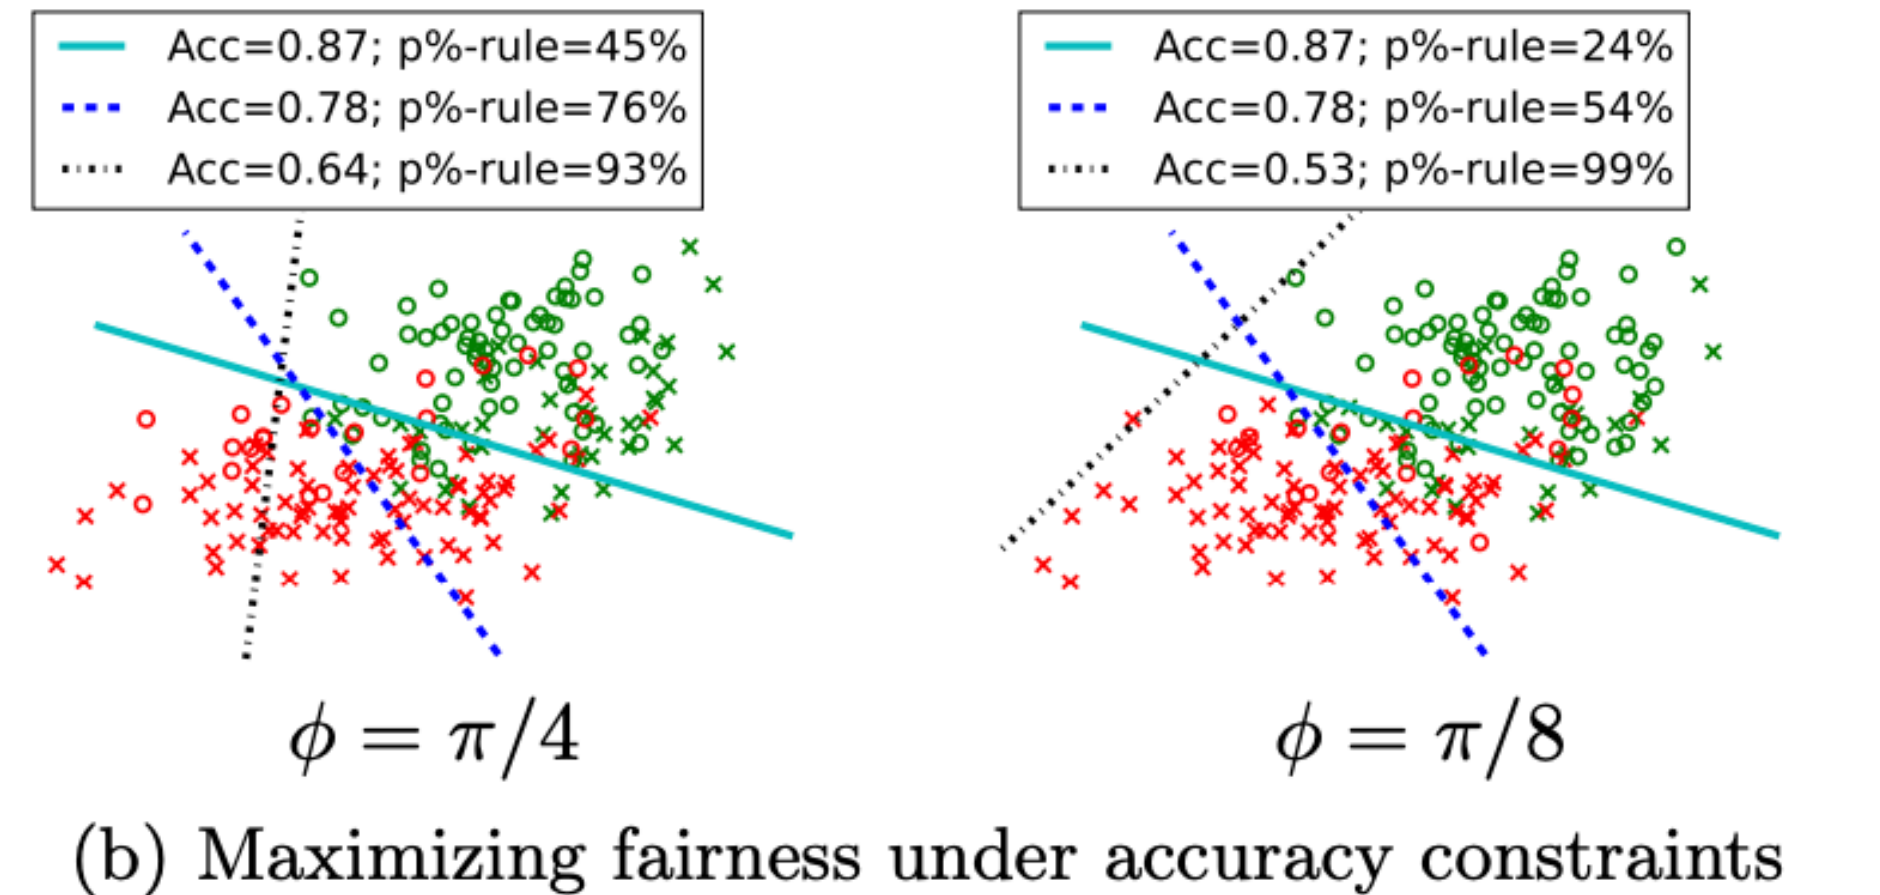 Acc=0.87; p%-rule=45%
Acc=0.78; p%-rule=76%
Acc=0.64; p%-rule=93%
Acc=0.87; p%-rule=24%
Acc=0.78; p%-rule=54%
Acc=0.53; p%-rule=99%
ϕ = π/4
ϕ = π/8
(b) Maximizing fairness under accuracy constraints